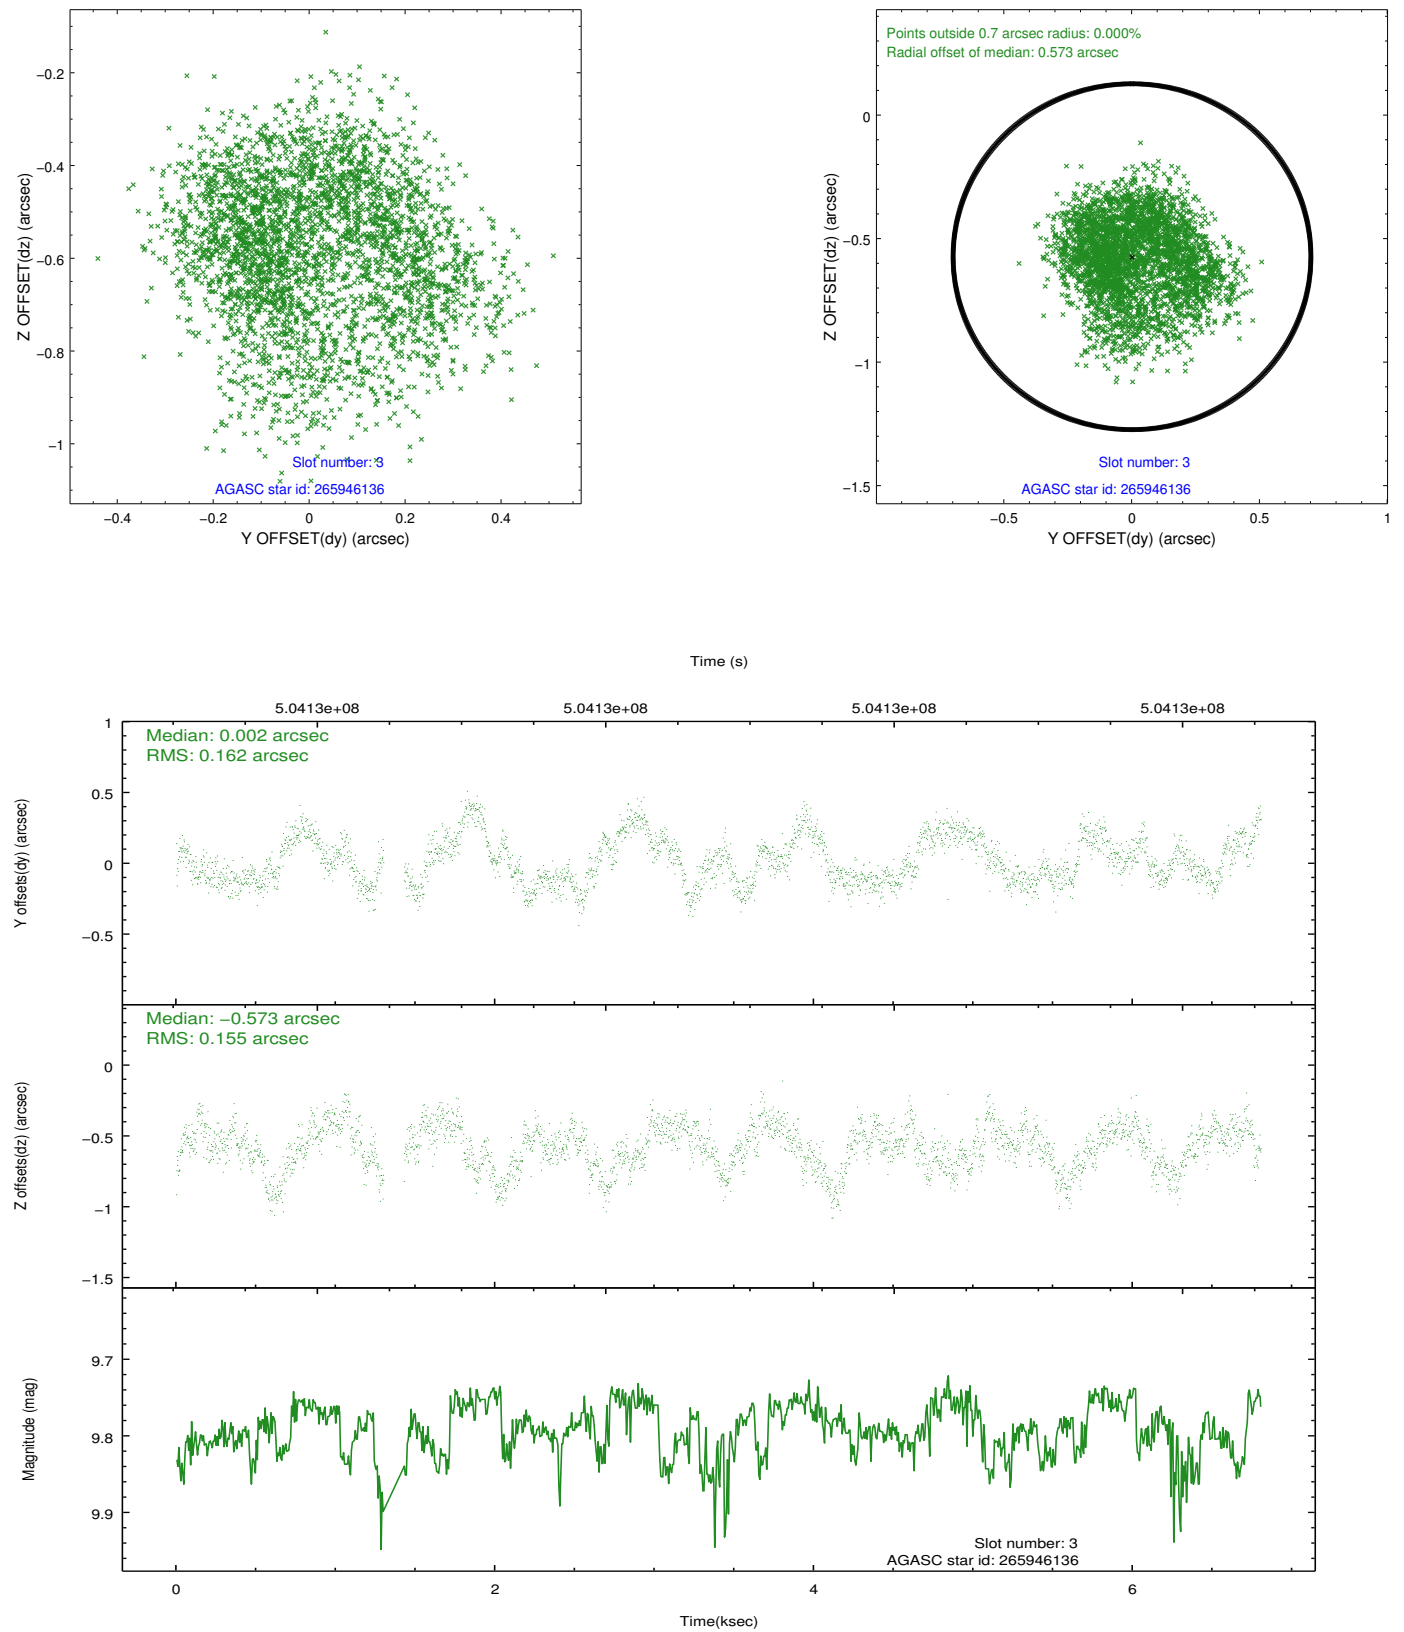 −0.2
−0.4
−0.6
−0.8
−1
Z OFFSET(dz) (arcsec)
Slot number: 3
AGASC star id: 265946136
−0.4 −0.2 0 0.2 0.4
Y OFFSET(dy) (arcsec)
Points outside 0.7 arcsec radius: 0.000%
Radial offset of median: 0.573 arcsec
0
−0.5
−1
−1.5
Z OFFSET(dz) (arcsec)
Slot number: 3
AGASC star id: 265946136
−0.5 0 0.5 1
Y OFFSET(dy) (arcsec)
Time (s)
5.0413e+08 5.0413e+08 5.0413e+08 5.0413e+08
Median: 0.002 arcsec
RMS: 0.162 arcsec
1
0.5
0
−0.5
Y offsets(dy) (arcsec)
Median: −0.573 arcsec
RMS: 0.155 arcsec
0
−0.5
−1
−1.5
Z offsets(dz) (arcsec)
9.7
9.8
9.9
Magnitude (mag)
Slot number: 3
AGASC star id: 265946136
0 2 4 6
Time(ksec)